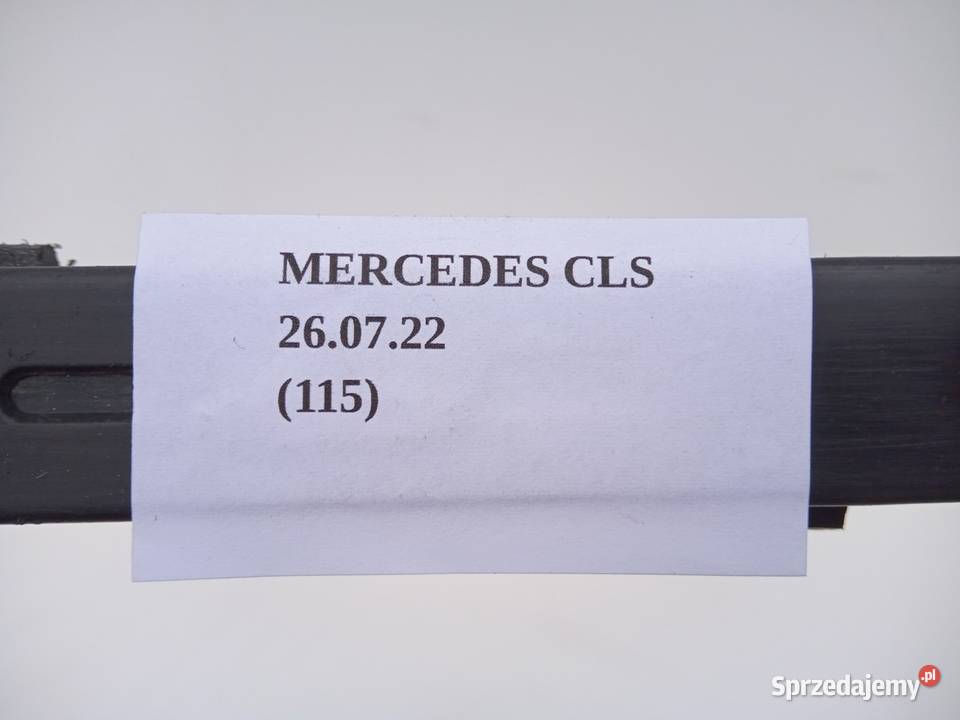 MERCEDES CLS
26.07.22
(115)
Sprzedajemy.pl